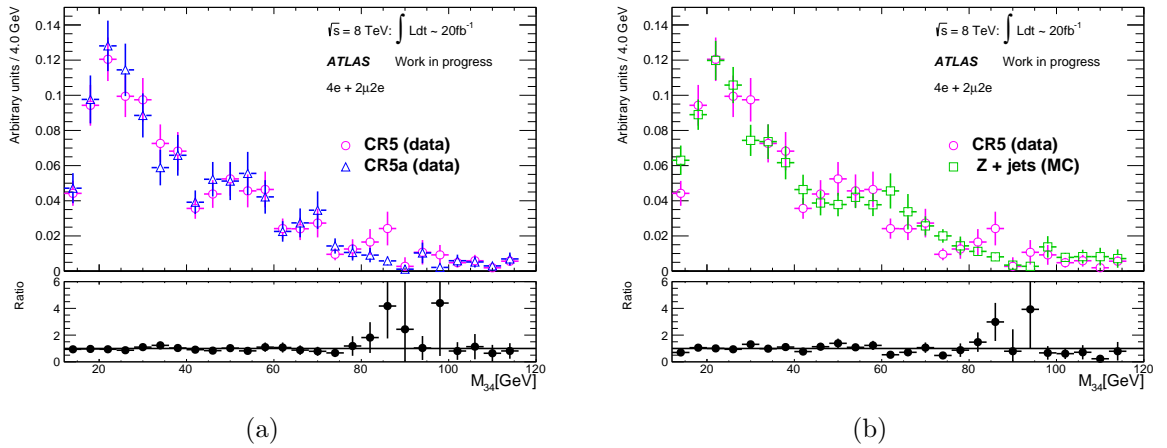 Arbitrary units / 4.0 GeV
0.14
0.12
0.1
0.08
0.06
0.04
0.02
0
√s = 8 TeV: ∫ Ldt ~ 20fb⁻¹
ATLAS Work in progress
4e + 2μ2e
CR5 (data)
CR5a (data)
Ratio
6
4
2
0
20 40 60 80 100 120
M₃₄[GeV]
(a)
Arbitrary units / 4.0 GeV
0.14
0.12
0.1
0.08
0.06
0.04
0.02
0
√s = 8 TeV: ∫ Ldt ~ 20fb⁻¹
ATLAS Work in progress
4e + 2μ2e
CR5 (data)
Z + jets (MC)
Ratio
6
4
2
0
20 40 60 80 100 120
M₃₄[GeV]
(b)